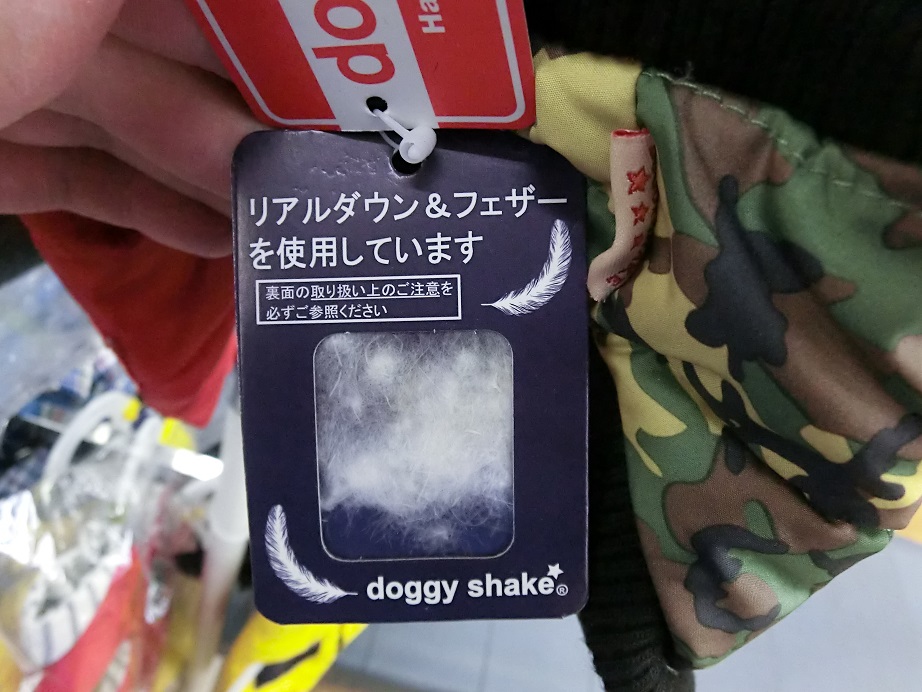 do
Ha
リアルダウン&フェザー
を使用しています
裏面の取り扱い上のご注意を
必ずご参照ください
doggy shake®